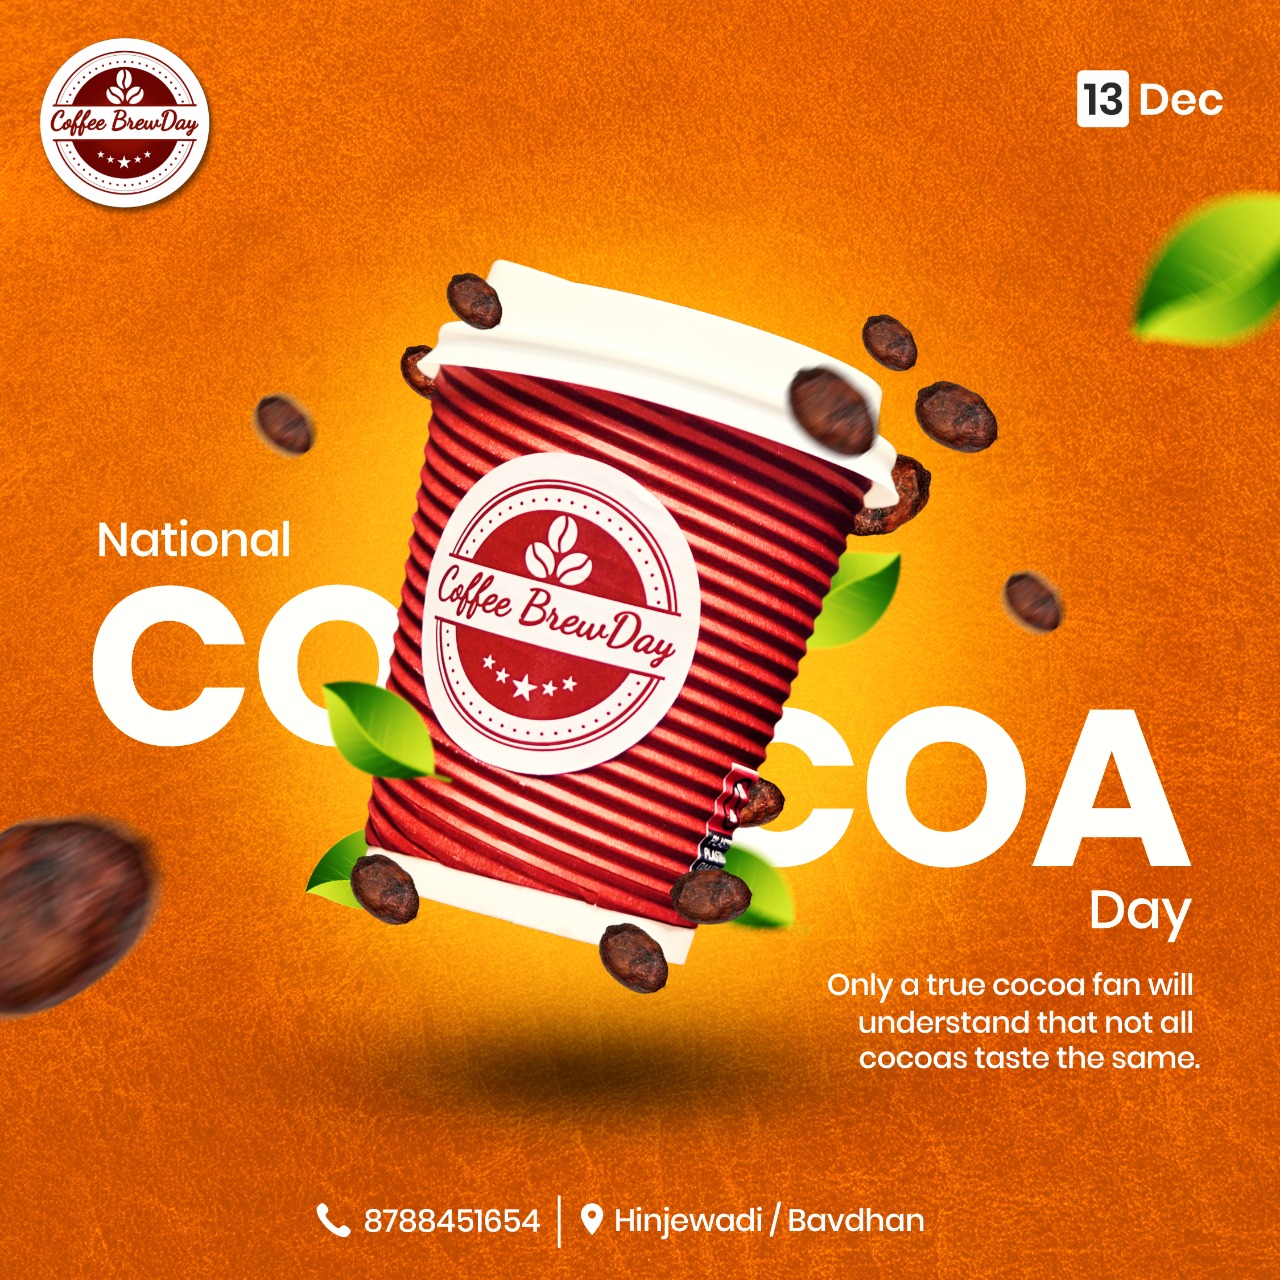 Coffee BrewDay
13 Dec
National
CO
Coffee BrewDay
COA
Day
Only a true cocoa fan will
understand that not all
cocoas taste the same.
8788451654 | Hinjewadi / Bavdhan